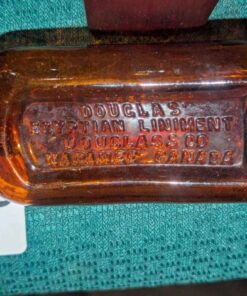 DOUGLAS'
EGYPTIAN LINIMENT
DOUGLAS & CO
NAPANEE CANADA